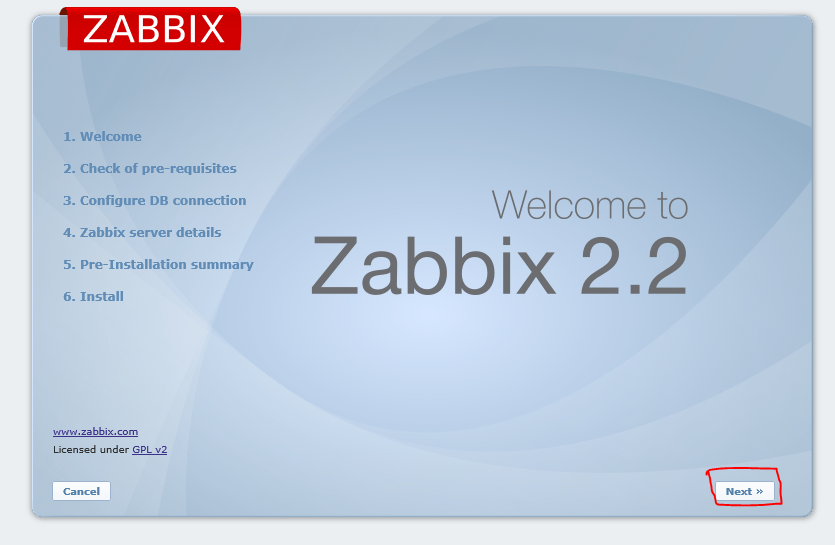 ZABBIX
1. Welcome
2. Check of pre-requisites
3. Configure DB connection
4. Zabbix server details
5. Pre-Installation summary
6. Install
Welcome to
Zabbix 2.2
www.zabbix.com
Licensed under GPL v2
Cancel
Next »